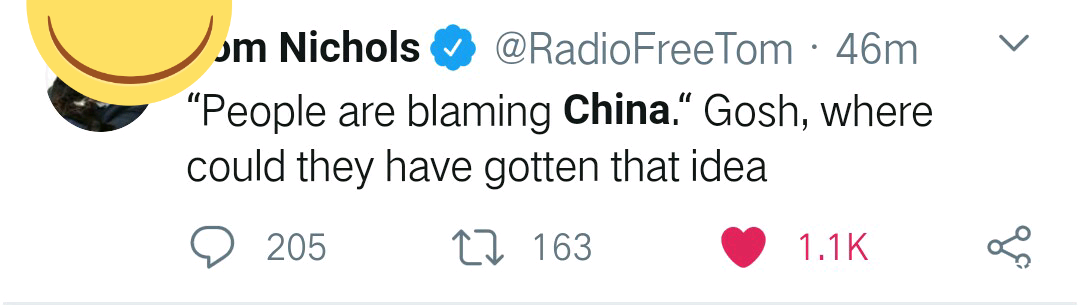 om Nichols @RadioFreeTom · 46m
“People are blaming China.“ Gosh, where
could they have gotten that idea
205 163 1.1K